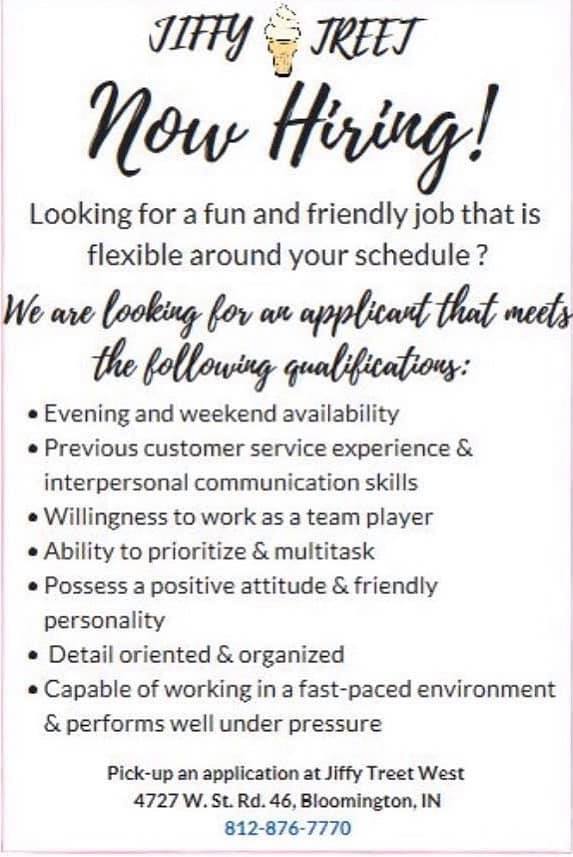 JIFFY TREET
Now Hiring!
Looking for a fun and friendly job that is
flexible around your schedule ?
We are looking for an applicant that meets
the following qualifications:
• Evening and weekend availability
• Previous customer service experience &
interpersonal communication skills
• Willingness to work as a team player
• Ability to prioritize & multitask
• Possess a positive attitude & friendly
personality
• Detail oriented & organized
• Capable of working in a fast-paced environment
& performs well under pressure
Pick-up an application at Jiffy Treet West
4727 W. St. Rd. 46, Bloomington, IN
812-876-7770